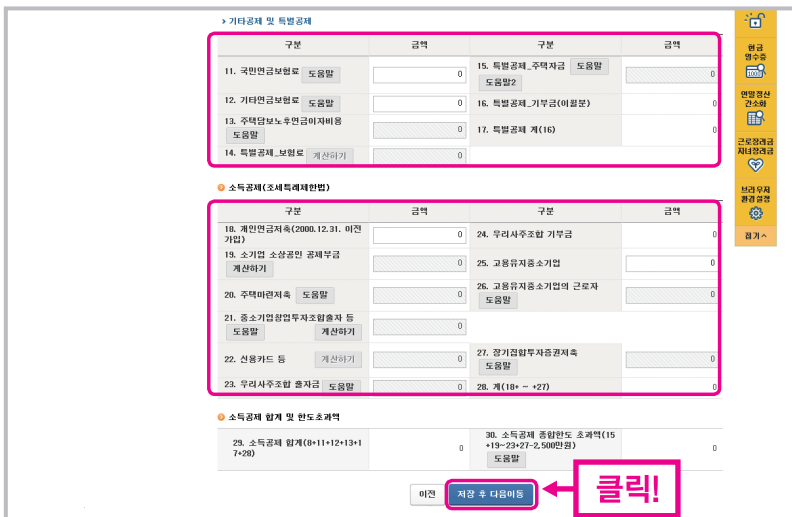 > 기타공제 및 특별공제
구분 금액 구분 금액
11. 국민연금보험료 도움말 0 15. 특별공제_주택자금 도움말 도움말2 0
12. 기타연금보험료 도움말 0 16. 특별공제_기부금(이월분) 0
13. 주택담보노후연금이자비용 도움말 0 17. 특별공제 계(16) 0
14. 특별공제_보험료 계산하기 0
소득공제(조세특례제한법)
구분 금액 구분 금액
18. 개인연금저축(2000.12.31. 이전
가입) 0 24. 우리사주조합 기부금 0
19. 소기업 소상공인 공제부금
계산하기 0 25. 고용유지중소기업 0
20. 주택마련저축 도움말 0 26. 고용유지중소기업의 근로자
도움말 0
21. 중소기업창업투자조합출자 등
도움말 계산하기 0
22. 신용카드 등 계산하기 0 27. 장기집합투자증권저축
도움말 0
23. 우리사주조합 출자금 도움말 0 28. 계(18+ ~ +27) 0
소득공제 합계 및 한도초과액
29. 소득공제 합계(8+11+12+13+1
7+28) 0 30. 소득공제 종합한도 초과액(15
+19~23+27-2,500만원)
도움말 0
이전 저장 후 다음이동 클릭!
현금
영수증
연말정산
간소화
근로장려금
자녀장려금
브라우저
환경설정
접기 ^